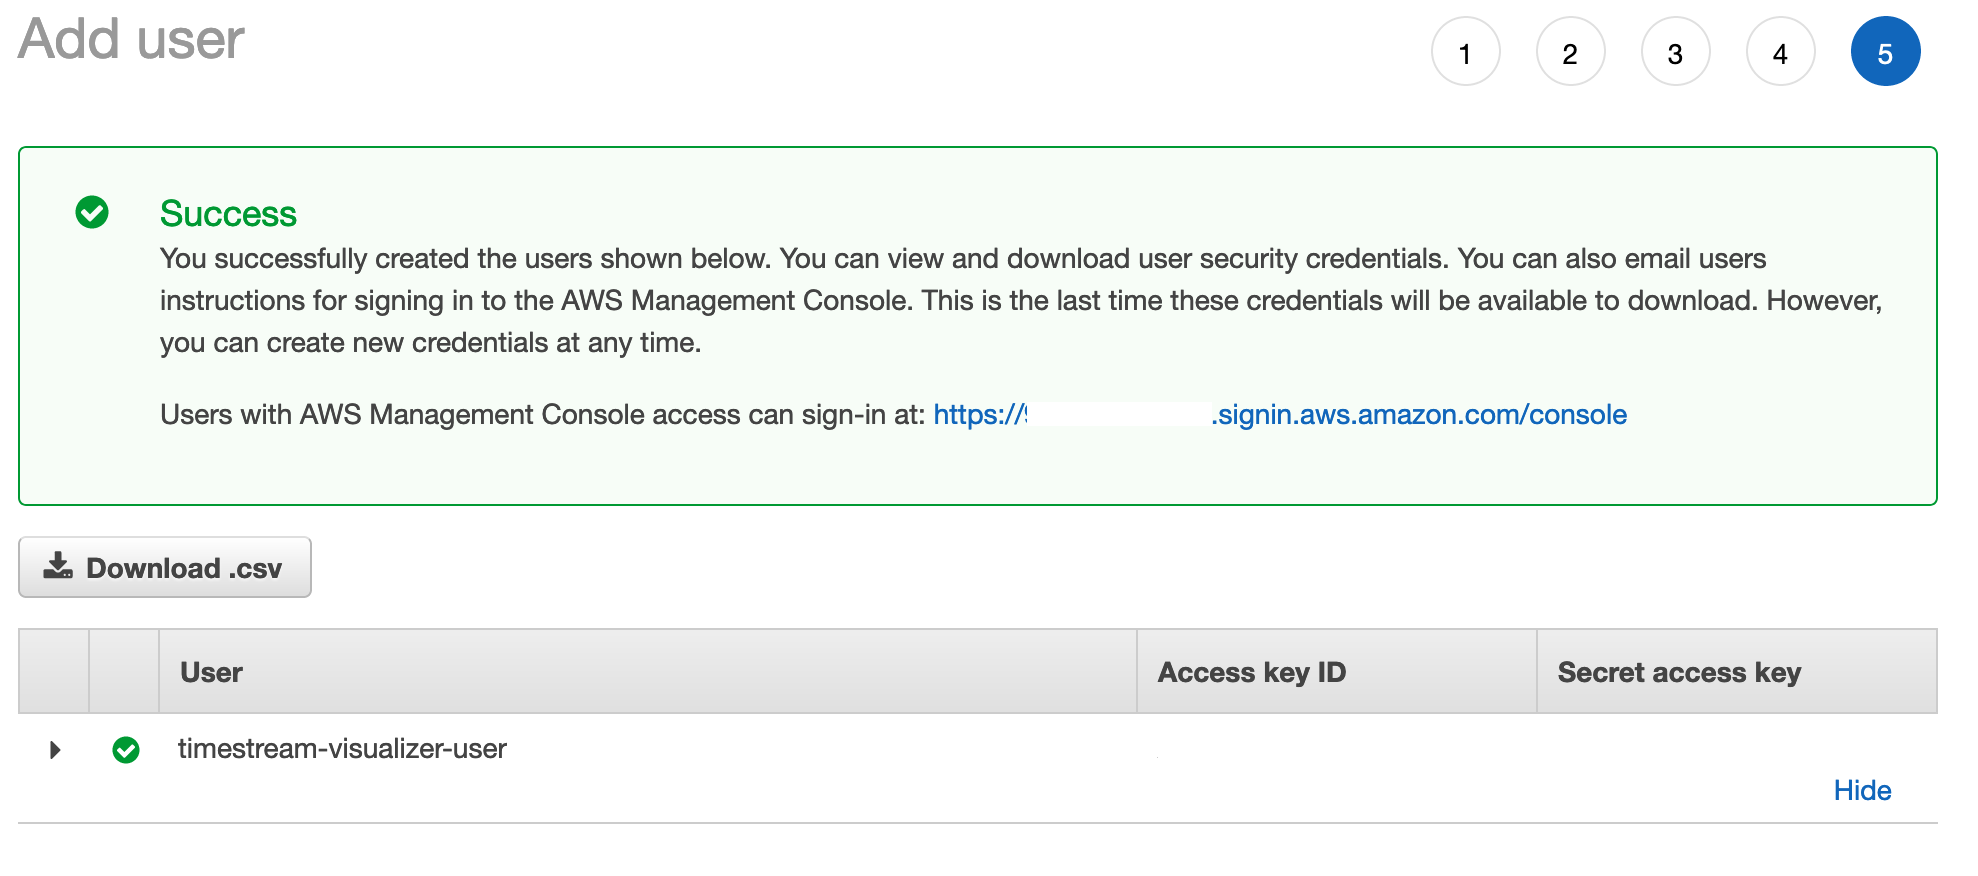 Add user
1 2 3 4 5
Success
You successfully created the users shown below. You can view and download user security credentials. You can also email users
instructions for signing in to the AWS Management Console. This is the last time these credentials will be available to download. However,
you can create new credentials at any time.
Users with AWS Management Console access can sign-in at: https:// .signin.aws.amazon.com/console
Download .csv
User Access key ID Secret access key
timestream-visualizer-user
Hide